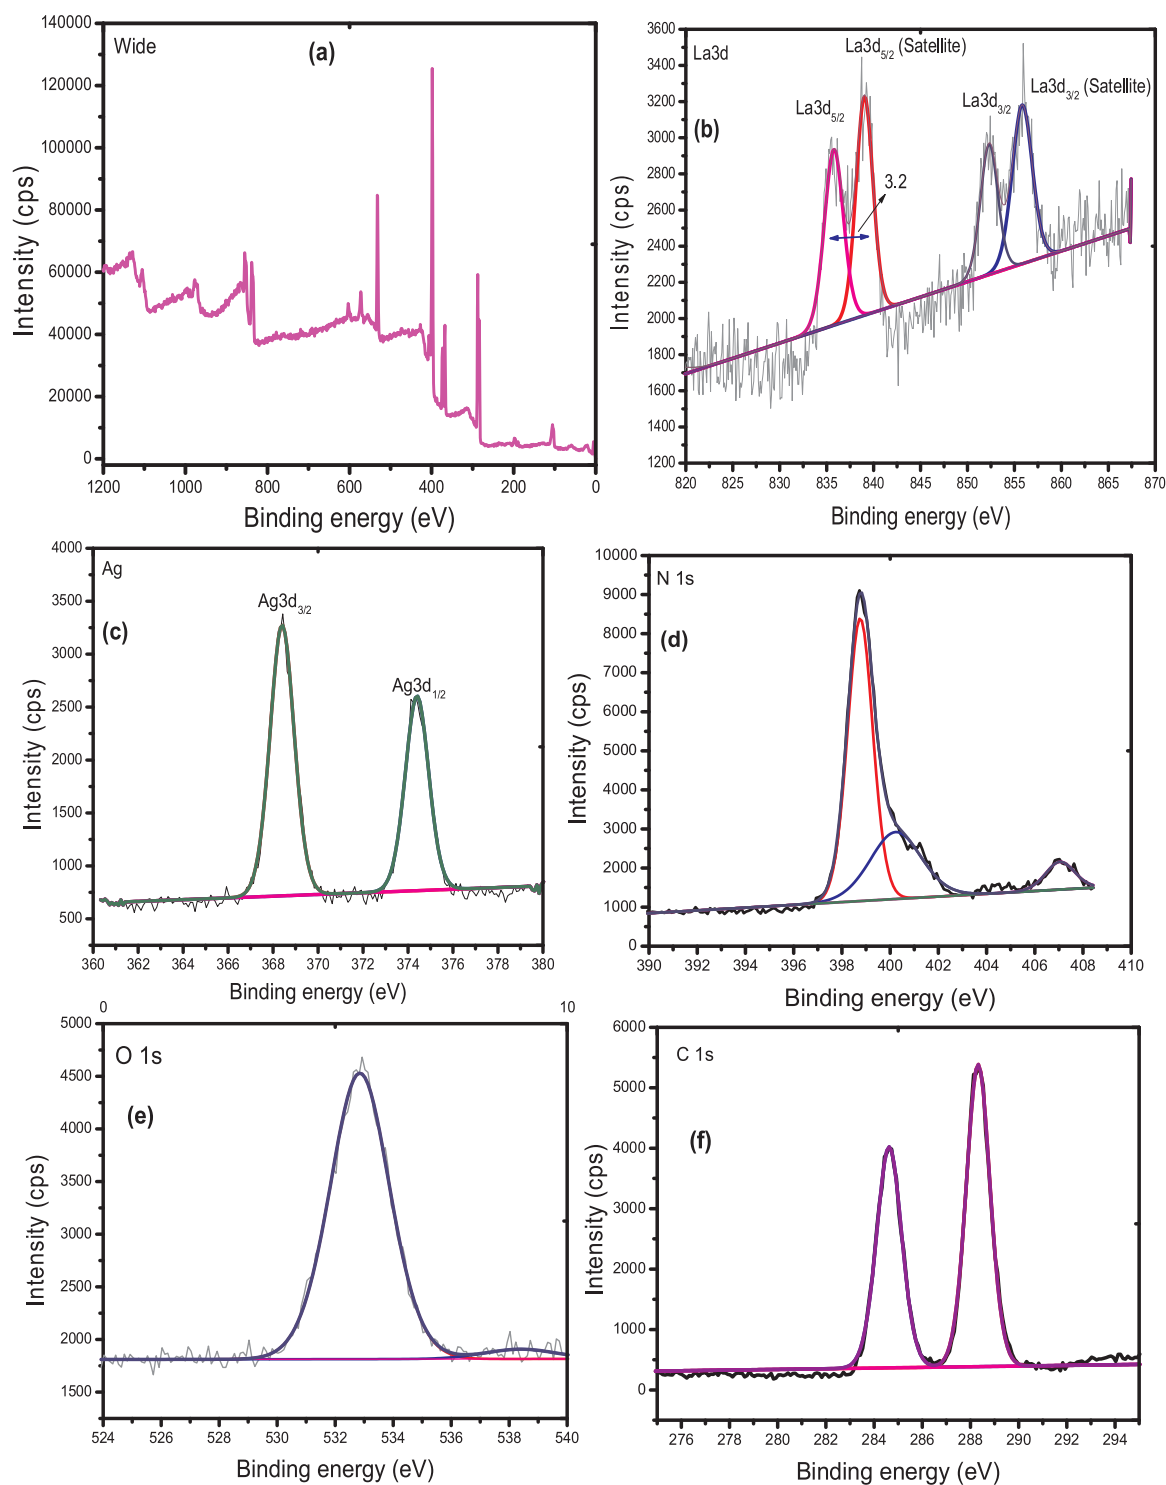 Wide
(a)
140000
120000
100000
80000
60000
40000
20000
0
1200 1000 800 600 400 200 0
Intensity (cps)
Binding energy (eV)
La3d
(b)
La3d5/2 (Satellite)
La3d5/2
La3d3/2
La3d3/2 (Satellite)
3.2
3600
3400
3200
3000
2800
2600
2400
2200
2000
1800
1600
1400
1200
820 825 830 835 840 845 850 855 860 865 870
Intensity (cps)
Binding energy (eV)
Ag
(c)
Ag3d3/2
Ag3d1/2
4000
3500
3000
2500
2000
1500
1000
500
360 362 364 366 368 370 372 374 376 378 380
Intensity (cps)
Binding energy (eV)
N 1s
(d)
10000
9000
8000
7000
6000
5000
4000
3000
2000
1000
0
390 392 394 396 398 400 402 404 406 408 410
Intensity (cps)
Binding energy (eV)
0 10
O 1s
(e)
5000
4500
4000
3500
3000
2500
2000
1500
524 526 528 530 532 534 536 538 540
Intensity (cps)
Binding energy (eV)
C 1s
(f)
6000
5000
4000
3000
2000
1000
0
276 278 280 282 284 286 288 290 292 294
Intensity (cps)
Binding energy (eV)